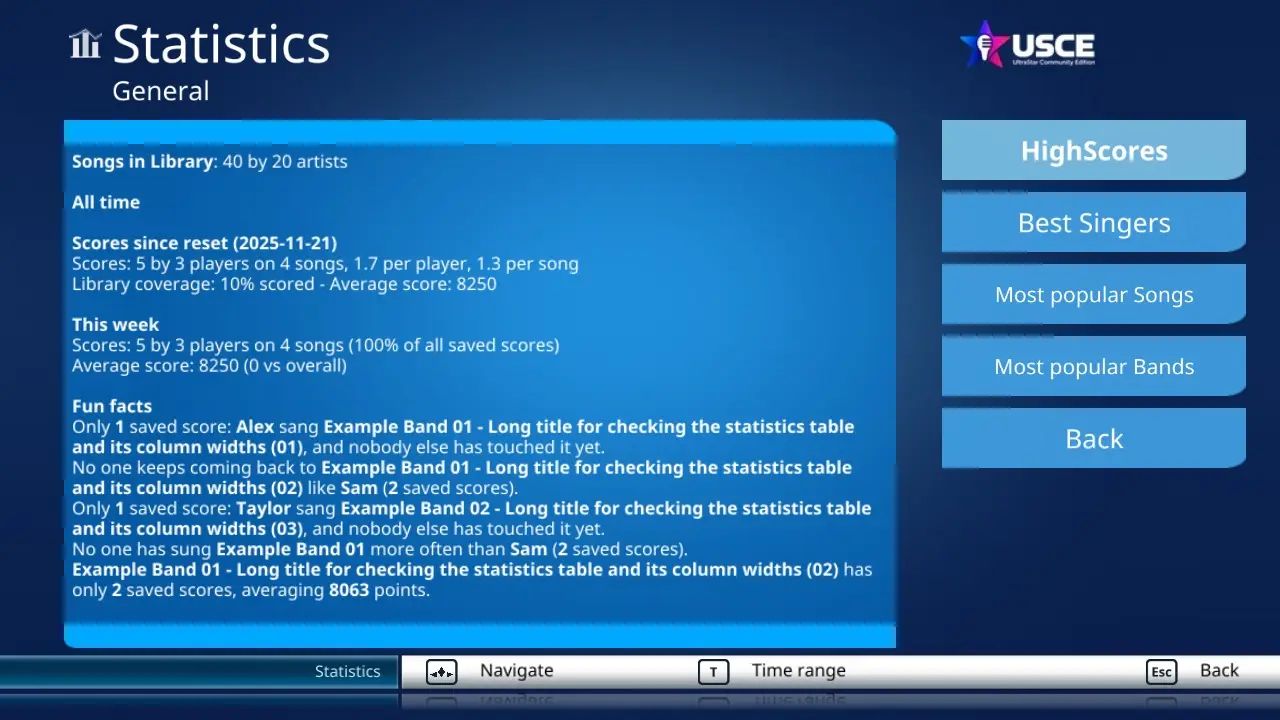 Statistics
General
USCE
UltraStar Community Edition
Songs in Library: 40 by 20 artists
All time
Scores since reset (2025-11-21)
Scores: 5 by 3 players on 4 songs, 1.7 per player, 1.3 per song
Library coverage: 10% scored - Average score: 8250
This week
Scores: 5 by 3 players on 4 songs (100% of all saved scores)
Average score: 8250 (0 vs overall)
Fun facts
Only 1 saved score: Alex sang Example Band 01 - Long title for checking the statistics table
and its column widths (01), and nobody else has touched it yet.
No one keeps coming back to Example Band 01 - Long title for checking the statistics table
and its column widths (02) like Sam (2 saved scores).
Only 1 saved score: Taylor sang Example Band 02 - Long title for checking the statistics table
and its column widths (03), and nobody else has touched it yet.
No one has sung Example Band 01 more often than Sam (2 saved scores).
Example Band 01 - Long title for checking the statistics table and its column widths (02) has
only 2 saved scores, averaging 8063 points.
HighScores
Best Singers
Most popular Songs
Most popular Bands
Back
Statistics
Navigate
T Time range
Esc Back